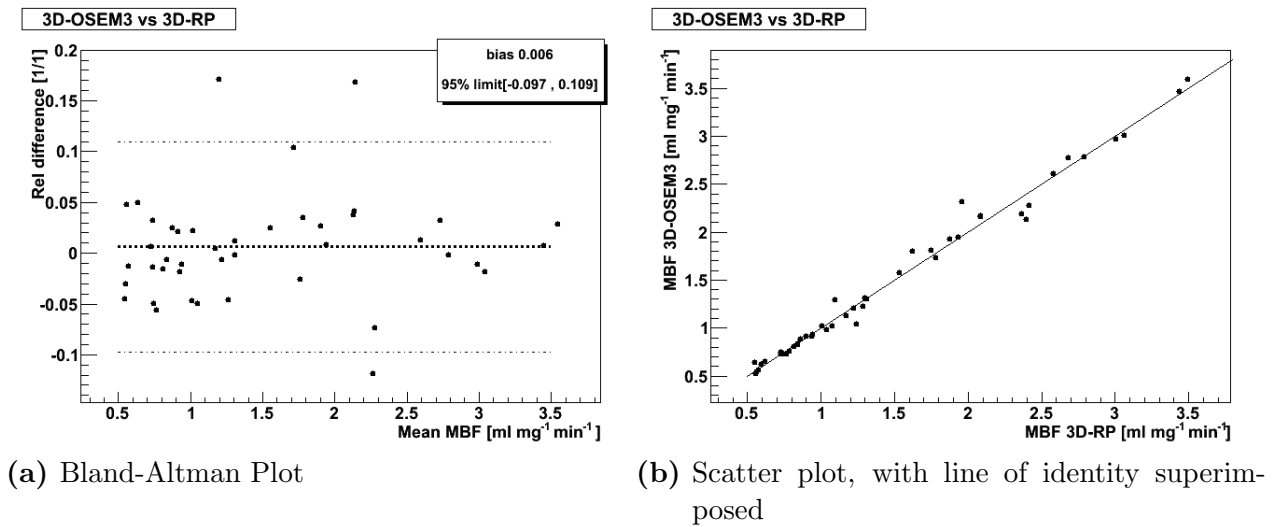 3D-OSEM3 vs 3D-RP
bias 0.006
95% limit[-0.097 , 0.109]
Rel difference [1/1]
0.2
0.15
0.1
0.05
0
-0.05
-0.1
0.5 1 1.5 2 2.5 3 3.5
Mean MBF [ml mg⁻¹ min⁻¹ ]
(a) Bland-Altman Plot
3D-OSEM3 vs 3D-RP
MBF 3D-OSEM3 [ml mg⁻¹ min⁻¹]
3.5
3
2.5
2
1.5
1
0.5
0.5 1 1.5 2 2.5 3 3.5
MBF 3D-RP [ml mg⁻¹ min⁻¹]
(b) Scatter plot, with line of identity superim-
posed